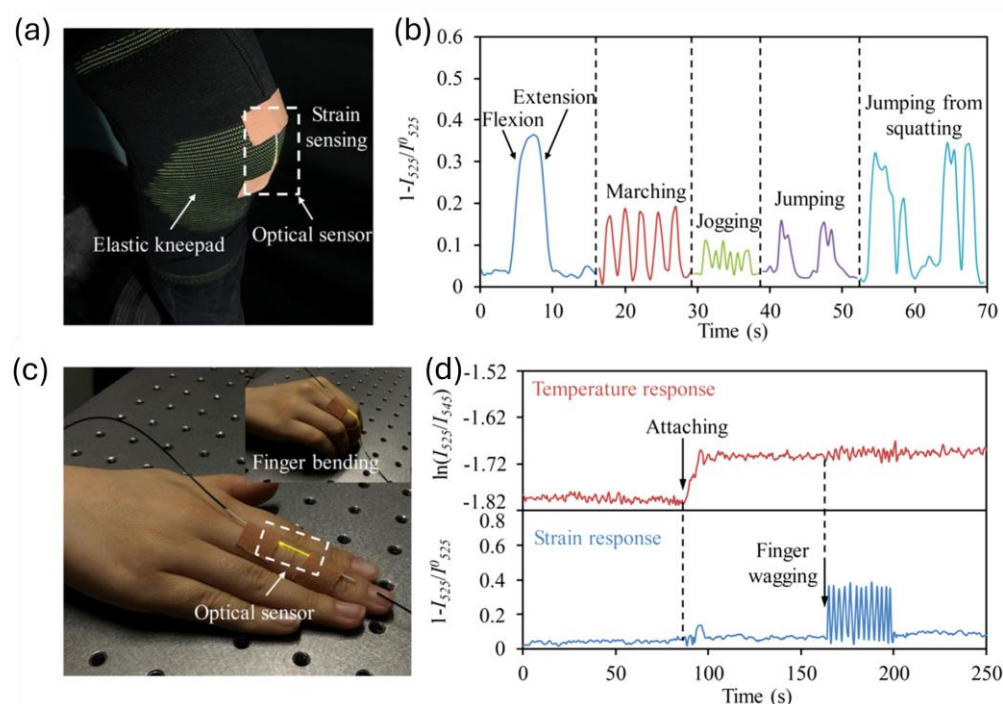 (a)
Strain
sensing
Elastic kneepad
Optical sensor
(b)
0.6
0.5
0.4
0.3
0.2
0.1
0
1-I525/I⁰525
Flexion
Extension
Marching
Jogging
Jumping
Jumping from
squatting
0 10 20 30 40 50 60 70
Time (s)
(c)
Finger bending
Optical sensor
(d)
-1.52
-1.62
-1.72
-1.82
ln(I525/I545)
Temperature response
Attaching
0.8
0.6
0.4
0.2
0
1-I525/I⁰525
Strain response
Finger
wagging
0 50 100 150 200 250
Time (s)